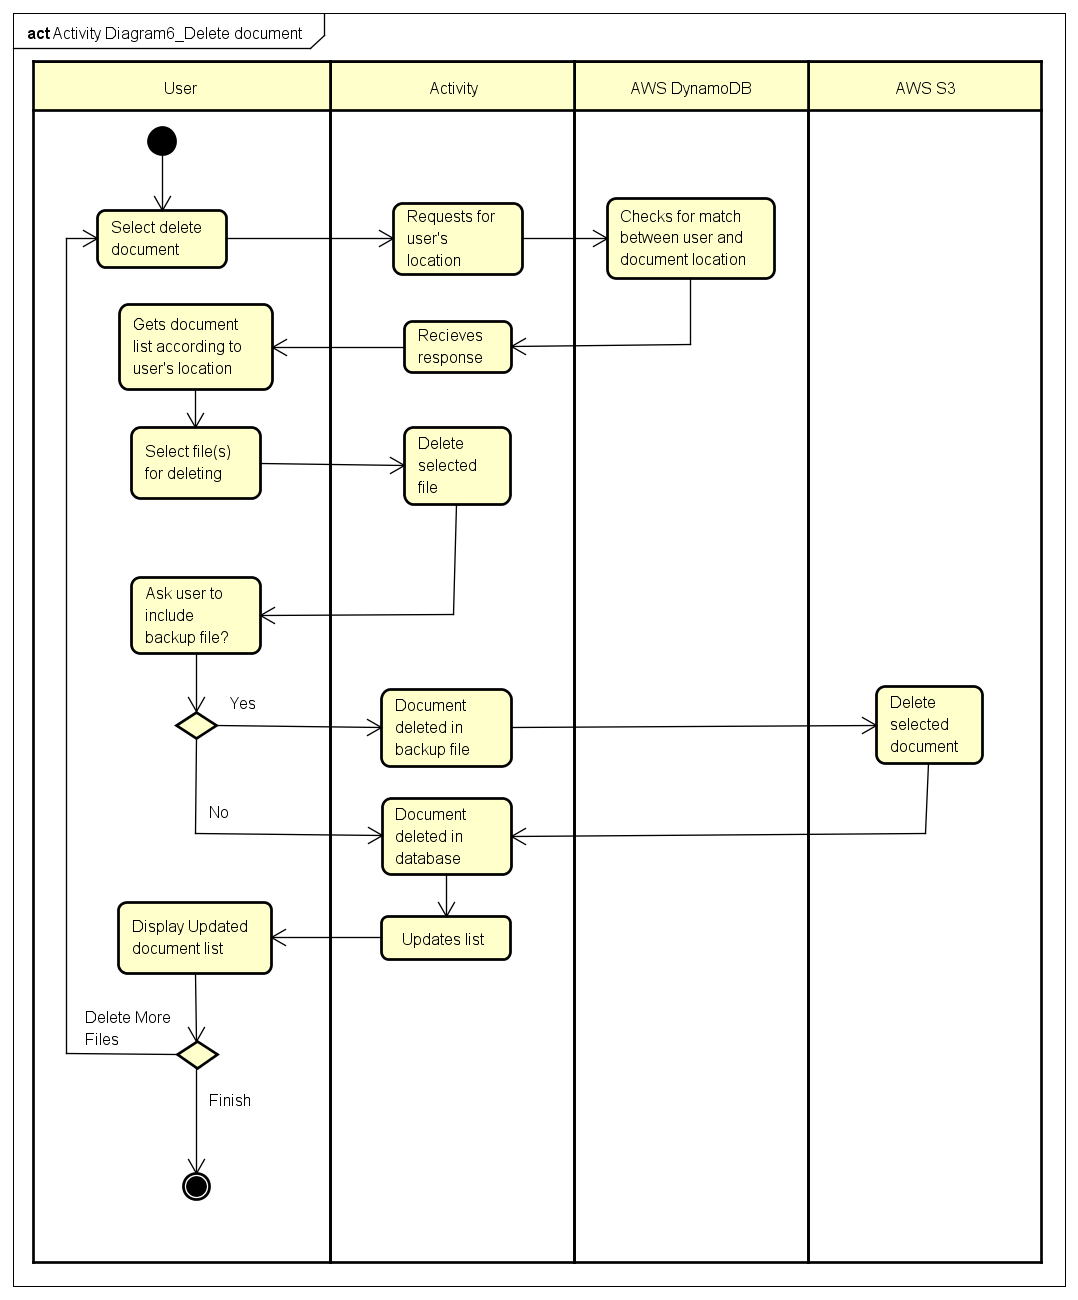 act Activity Diagram6_Delete document
User
Activity
AWS DynamoDB
AWS S3
Select delete
document
Requests for
user's
location
Checks for match
between user and
document location
Gets document
list according to
user's location
Recieves
response
Select file(s)
for deleting
Delete
selected
file
Ask user to
include
backup file?
Yes
Document
deleted in
backup file
Delete
selected
document
No
Document
deleted in
database
Display Updated
document list
Updates list
Delete More
Files
Finish